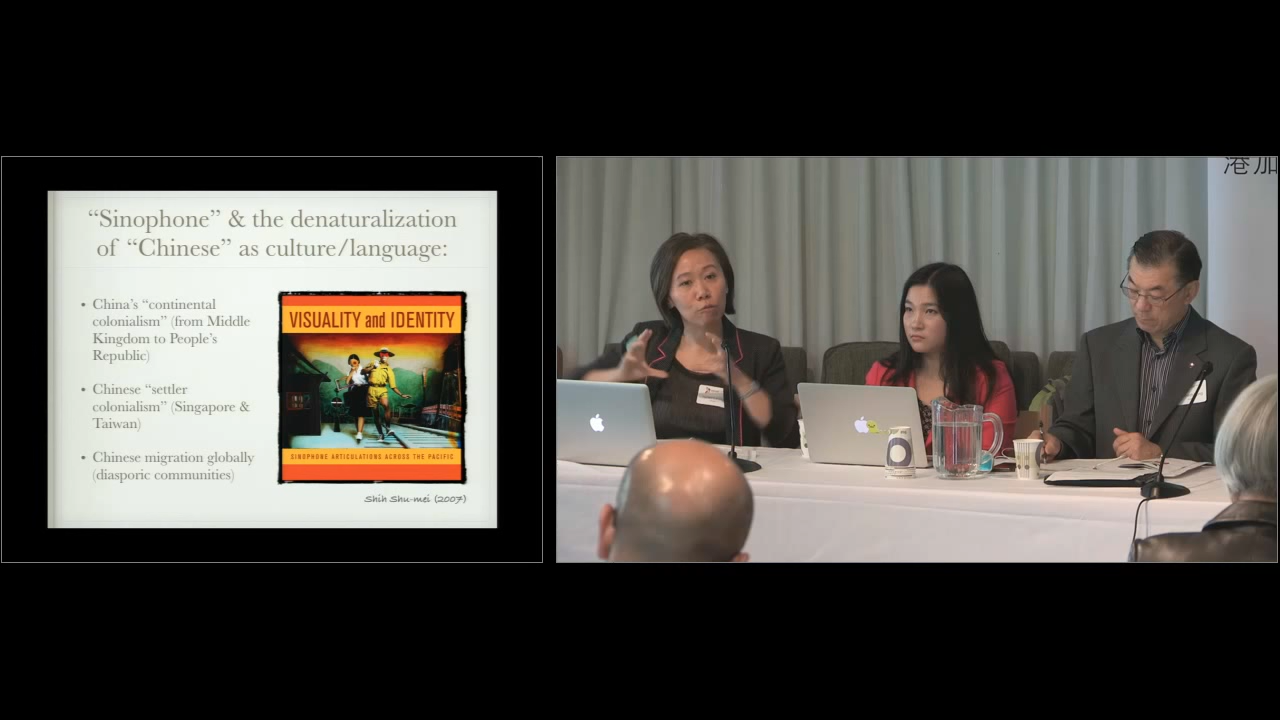 “Sinophone” & the denaturalization
of “Chinese” as culture/language:
• China’s “continental
colonialism” (from Middle
Kingdom to People’s
Republic)
• Chinese “settler
colonialism” (Singapore &
Taiwan)
• Chinese migration globally
(diasporic communities)
VISUALITY and IDENTITY
SINOPHONE ARTICULATIONS ACROSS THE PACIFIC
Shih Shu-mei (2007)
港加